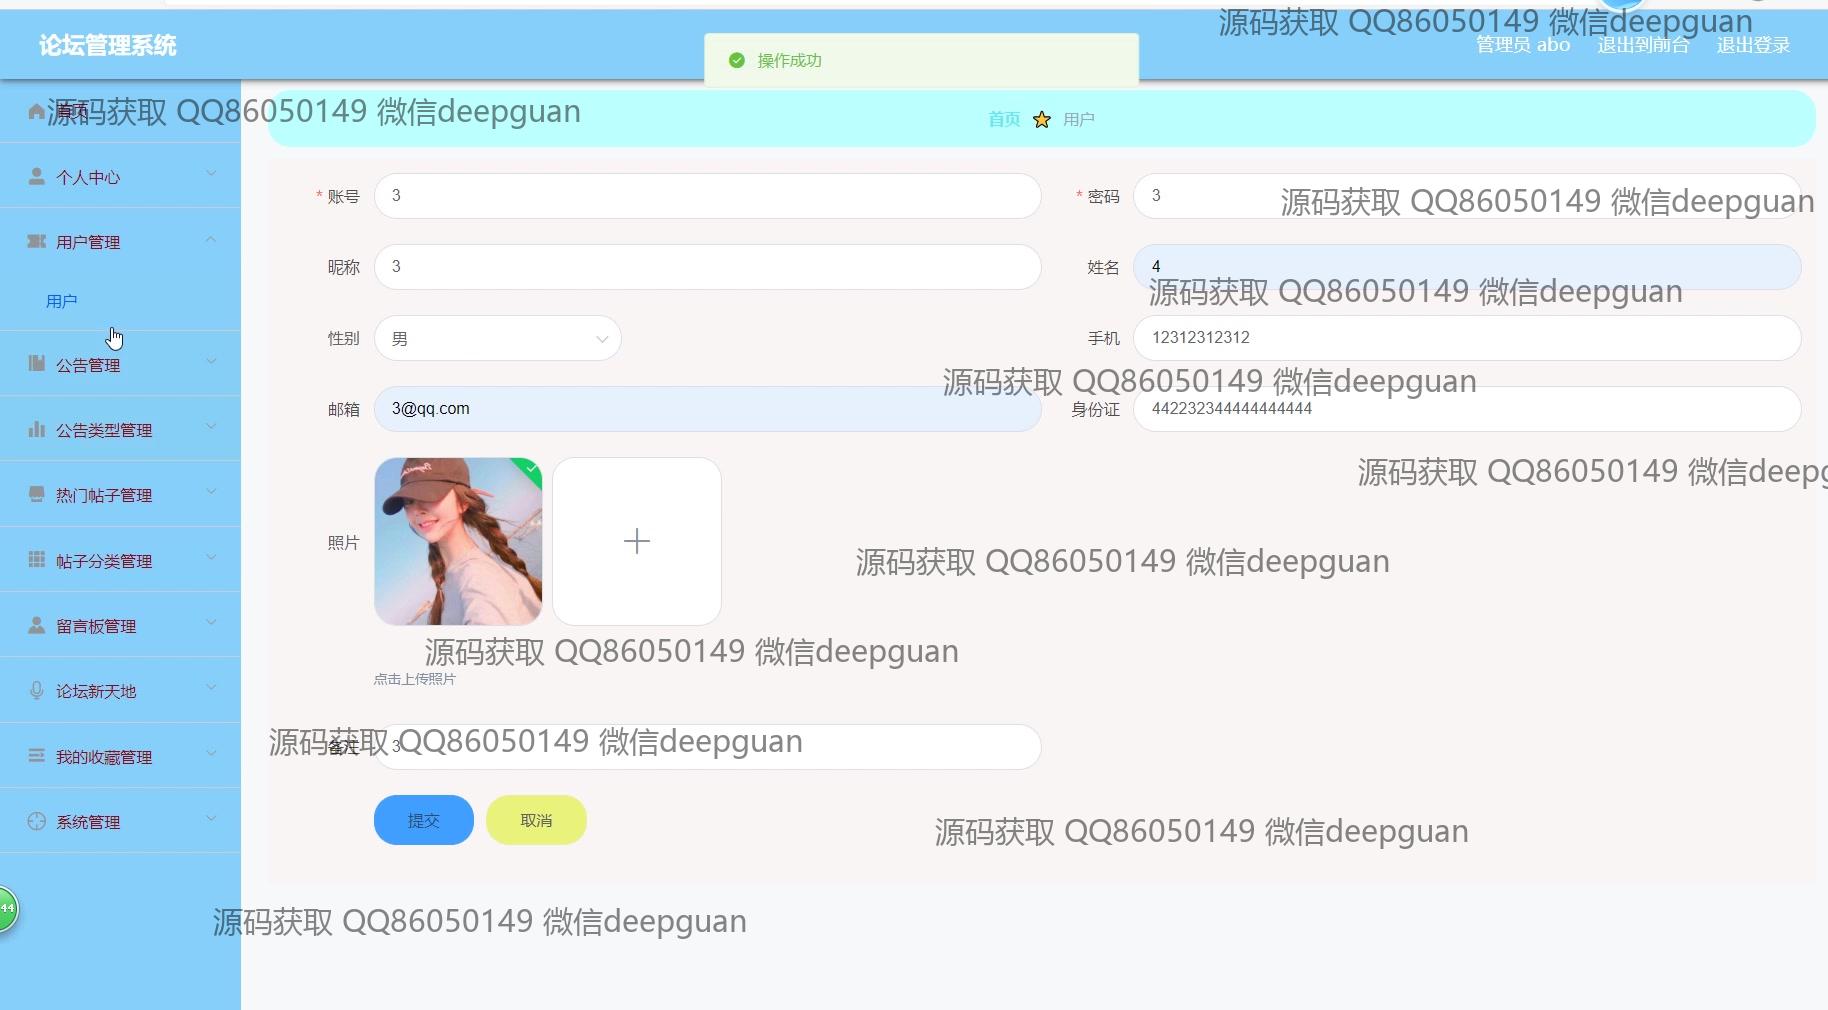 源码获取 QQ86050149 微信deepguan
论坛管理系统
操作成功
管理员 abo 退出到前台 退出登录
首页
源码获取 QQ86050149 微信deepguan
首页 用户
个人中心
* 账号 3
* 密码 3
源码获取 QQ86050149 微信deepguan
用户管理
昵称 3
姓名 4
源码获取 QQ86050149 微信deepguan
用户
性别 男
手机 12312312312
公告管理
源码获取 QQ86050149 微信deepguan
邮箱 3@qq.com
身份证 442232344444444444
公告类型管理
源码获取 QQ86050149 微信deepg
热门帖子管理
照片
源码获取 QQ86050149 微信deepguan
帖子分类管理
留言板管理
源码获取 QQ86050149 微信deepguan
点击上传照片
论坛新天地
源码获取 QQ86050149 微信deepguan
备注 3
我的收藏管理
系统管理
提交 取消
源码获取 QQ86050149 微信deepguan
44
源码获取 QQ86050149 微信deepguan